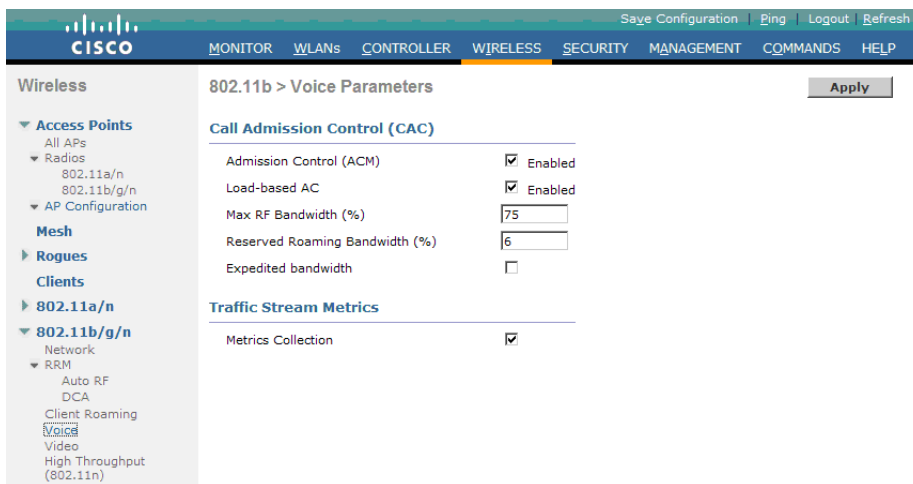 Save Configuration | Ping | Logout | Refresh
CISCO
MONITOR WLANs CONTROLLER WIRELESS SECURITY MANAGEMENT COMMANDS HELP
Wireless
Access Points
All APs
Radios
802.11a/n
802.11b/g/n
AP Configuration
Mesh
Rogues
Clients
802.11a/n
802.11b/g/n
Network
RRM
Auto RF
DCA
Client Roaming
Voice
Video
High Throughput
(802.11n)
802.11b > Voice Parameters
Apply
Call Admission Control (CAC)
Admission Control (ACM) Enabled
Load-based AC Enabled
Max RF Bandwidth (%) 75
Reserved Roaming Bandwidth (%) 6
Expedited bandwidth
Traffic Stream Metrics
Metrics Collection